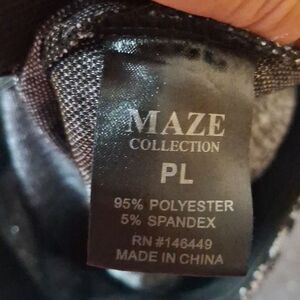 MAZE
COLLECTION
PL
95% POLYESTER
5% SPANDEX
RN #146449
MADE IN CHINA